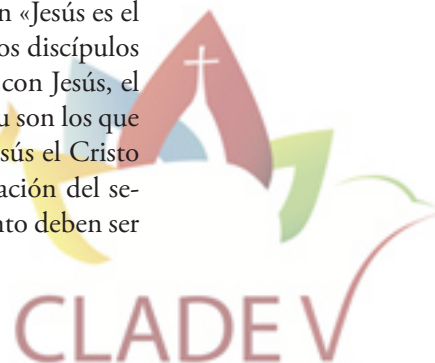 n «Jesús es el
os discípulos
con Jesús, el
u son los que
sús el Cristo
ación del se-
nto deben ser
CLADE V